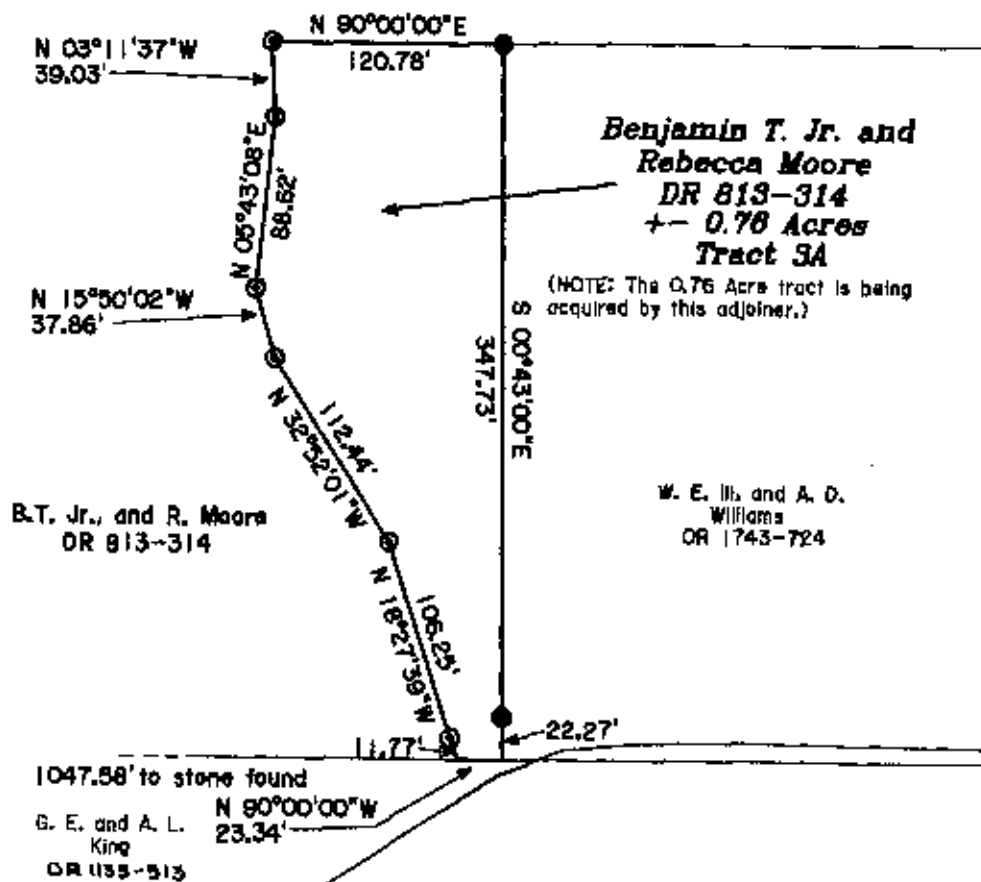 N 90°00'00"E
120.78'
N 03°11'37"W
39.03'
N 05°43'08"E
88.62'
Benjamin T. Jr. and
Rebecca Moore
DR 813-314
+- 0.76 Acres
Tract 3A
(NOTE: The 0.76 Acre tract is being
acquired by this adjoiner.)
N 15°50'02"W
37.86'
S 00°43'00"E
347.73'
112.44'
N 32°52'01"W
B.T. Jr., and R. Moore
DR 813-314
W. E. III. and A. D.
Williams
DR 1743-724
106.25'
N 18°27'39"W
11.77'
22.27'
1047.58' to stone found
N 90°00'00"W
23.34'
G. E. and A. L.
King
DR 1135-513